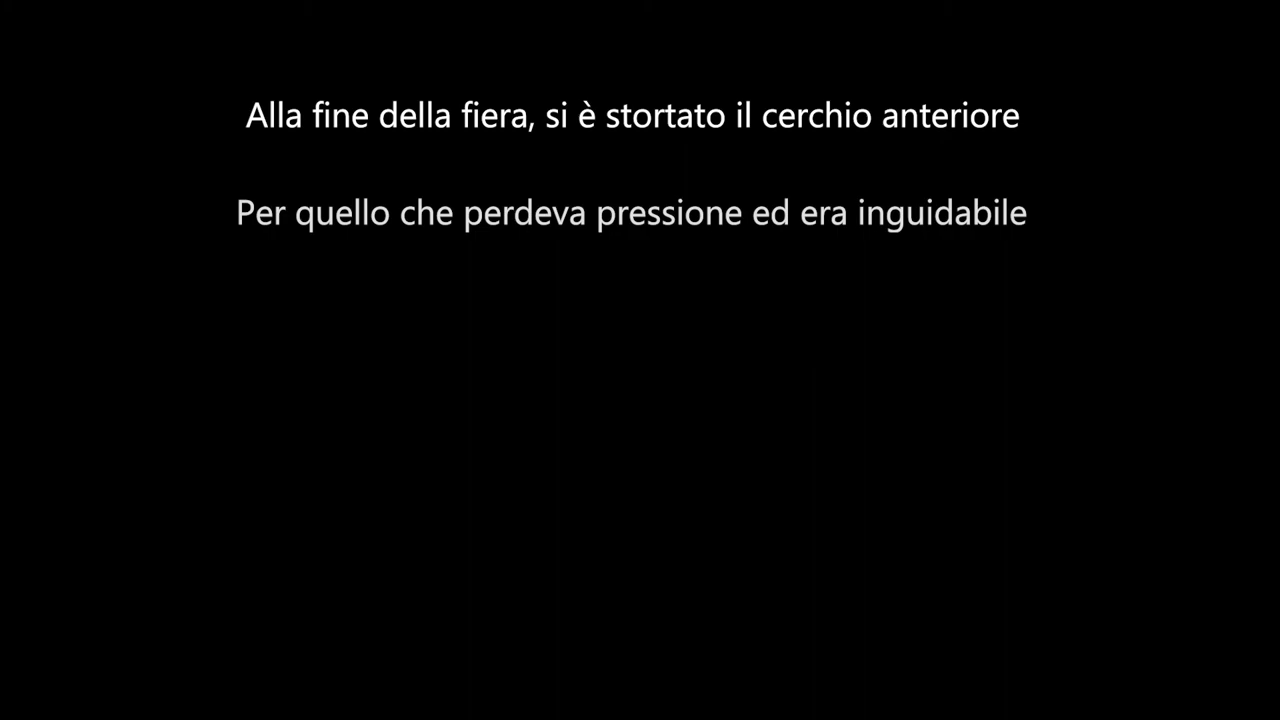 Alla fine della fiera, si è stortato il cerchio anteriore
Per quello che perdeva pressione ed era inguidabile